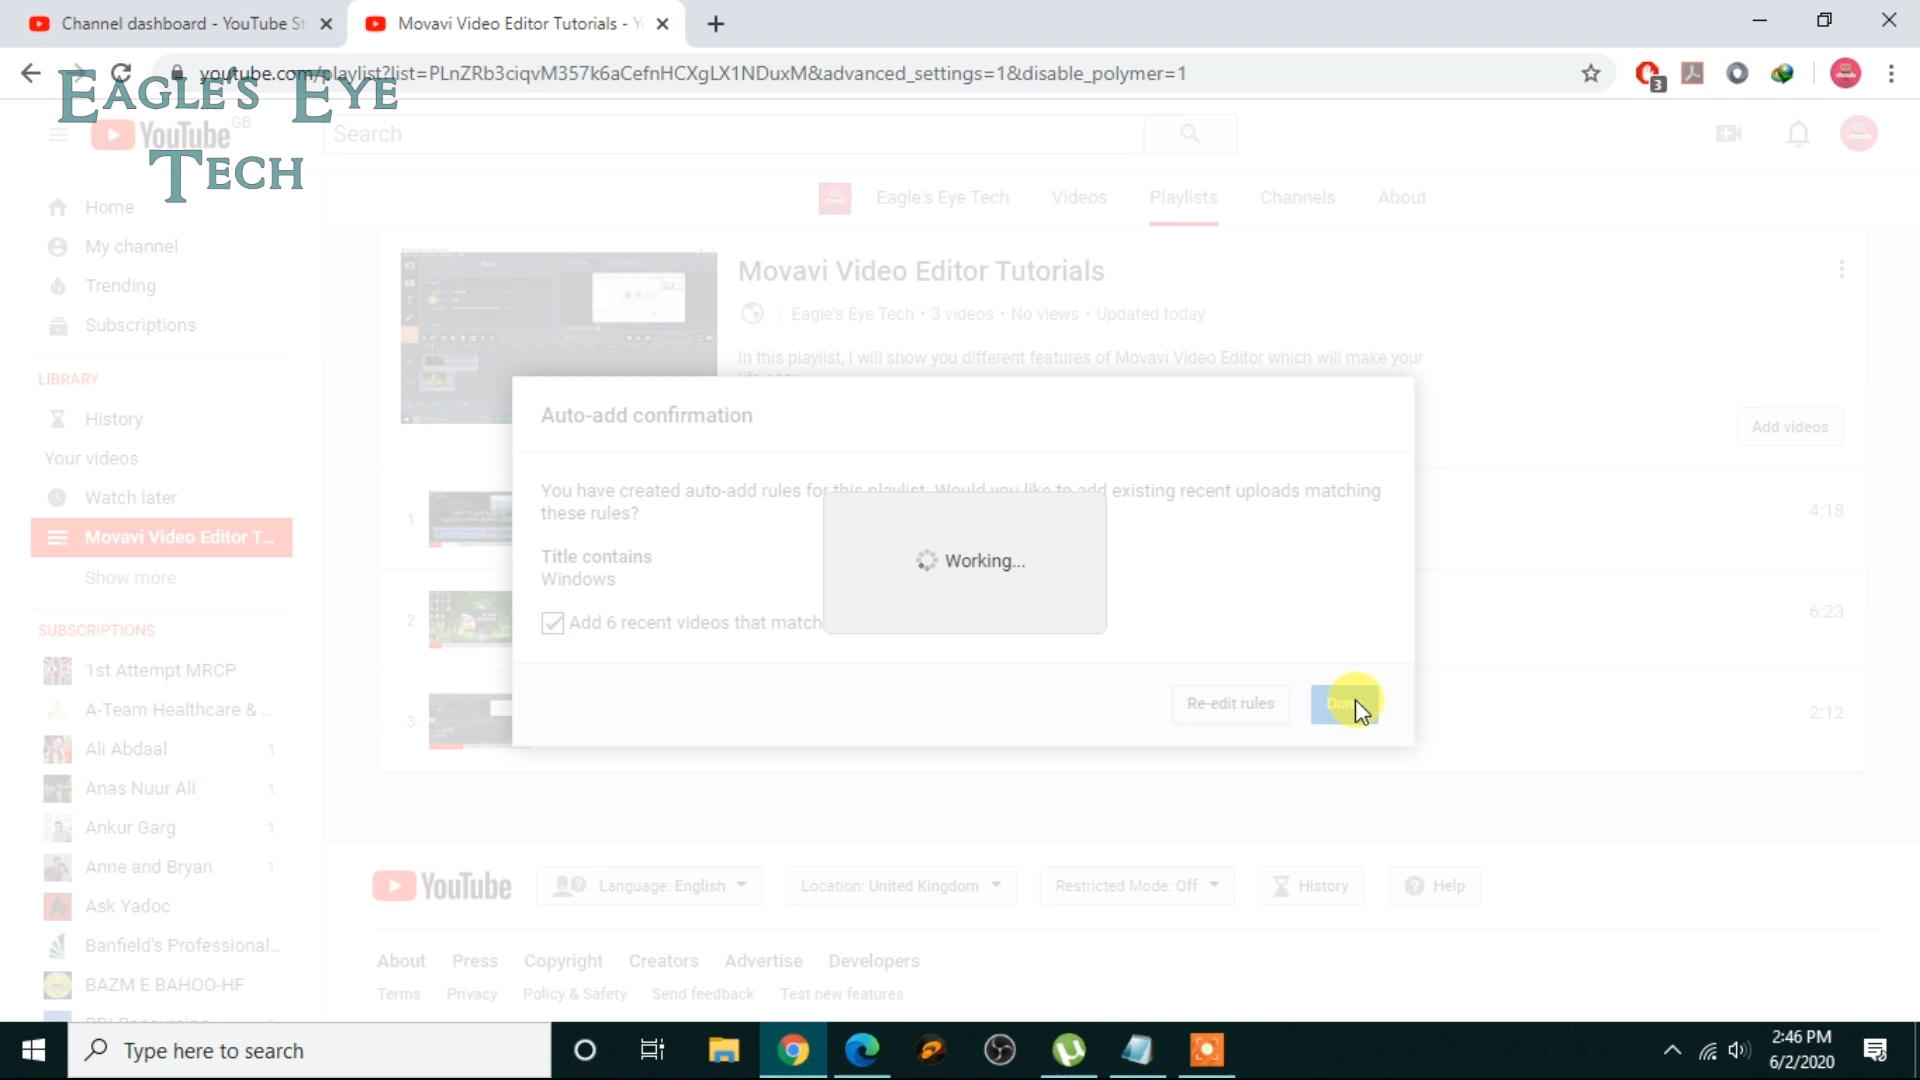 Channel dashboard - YouTube St
Movavi Video Editor Tutorials - Y
youtube.com/playlist?list=PLnZRb3ciqvM357k6aCefnHCXgLX1NDuxM&advanced_settings=1&disable_polymer=1
3
EAGLE'S EYE
TECH
YouTube GB
Search
Home
My channel
Trending
Subscriptions
LIBRARY
History
Your videos
Watch later
Movavi Video Editor T...
Show more
SUBSCRIPTIONS
1st Attempt MRCP
A-Team Healthcare & ...
Ali Abdaal 1
Anas Nuur Ali 1
Ankur Garg 1
Anne and Bryan 1
Ask Yadoc
Banfield's Professional...
BAZM E BAHOO-HF
Eagle's Eye Tech Videos Playlists Channels About
Movavi Video Editor Tutorials
Eagle's Eye Tech • 3 videos • No views • Updated today
In this playlist, I will show you different features of Movavi Video Editor which will make your
Add videos
1 4:18
2 6:23
3 2:12
Auto-add confirmation
You have created auto-add rules for this playlist. Would you like to add existing recent uploads matching
these rules?
Title contains
Windows
Add 6 recent videos that match
Working...
Re-edit rules
YouTube Language: English Location: United Kingdom Restricted Mode: Off History Help
About Press Copyright Creators Advertise Developers
Terms Privacy Policy & Safety Send feedback Test new features
Type here to search
2:46 PM
6/2/2020